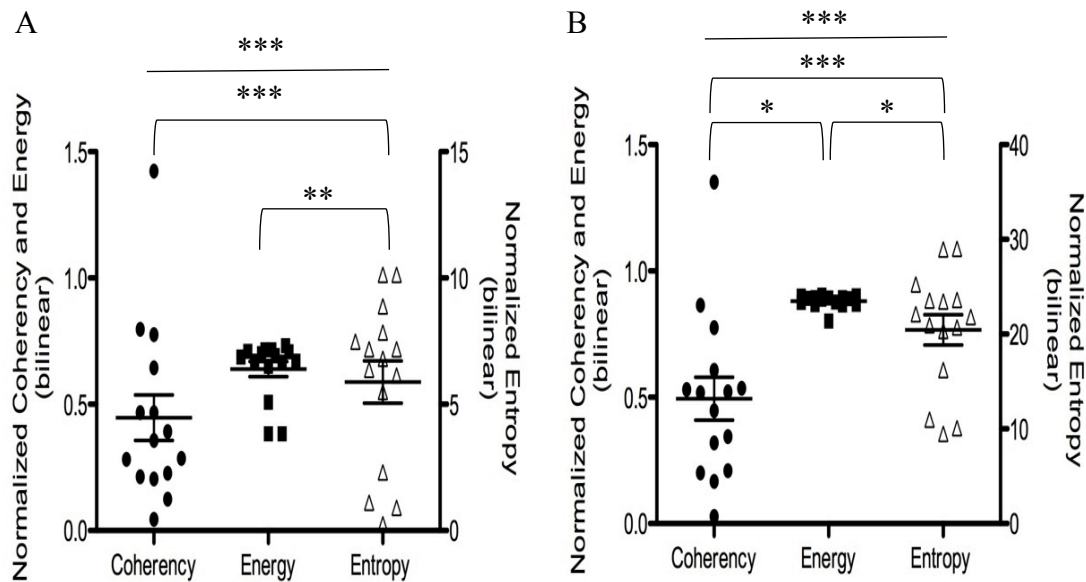 A
***
***
**
Normalized Coherency and Energy
(bilinear)
1.5
1.0
0.5
0.0
15
10
5
0
Normalized Entropy
(bilinear)
Coherency Energy Entropy
B
***
***
* *
Normalized Coherency and Energy
(bilinear)
1.5
1.0
0.5
0.0
40
30
20
10
0
Normalized Entropy
(bilinear)
Coherency Energy Entropy